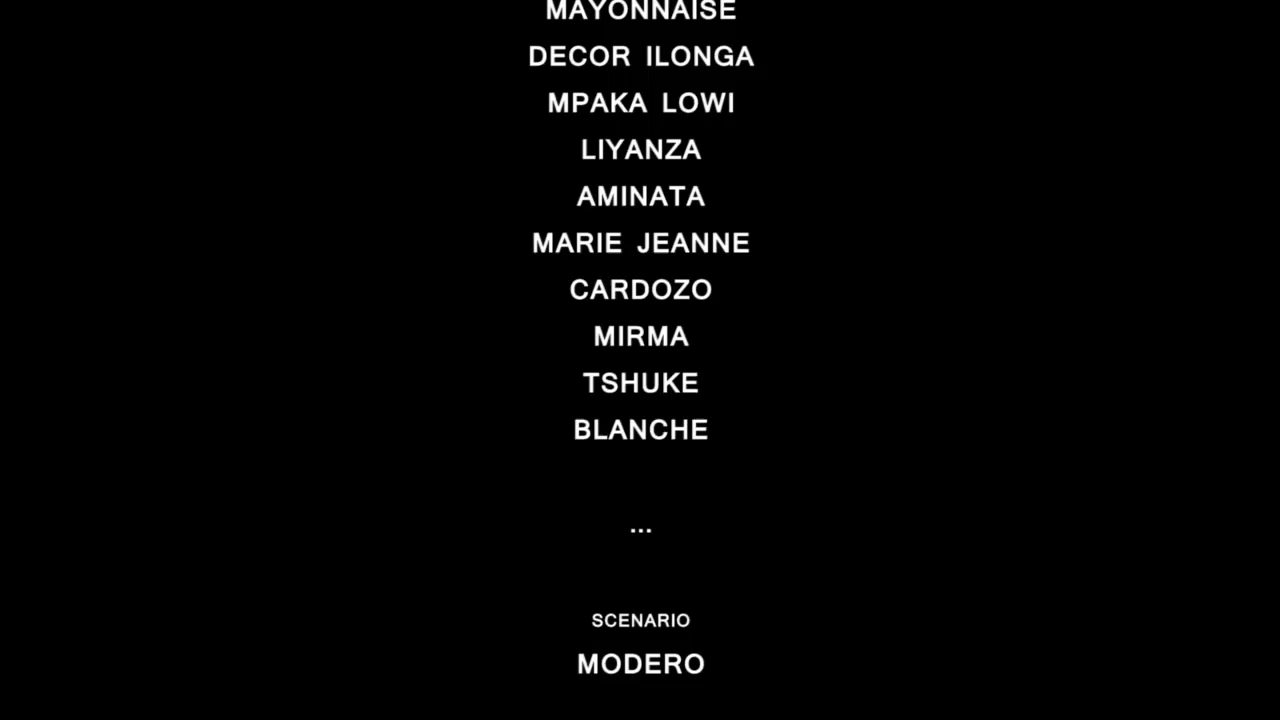 MAYONNAISE
DECOR ILONGA
MPAKA LOWI
LIYANZA
AMINATA
MARIE JEANNE
CARDOZO
MIRMA
TSHUKE
BLANCHE
...
SCENARIO
MODERO